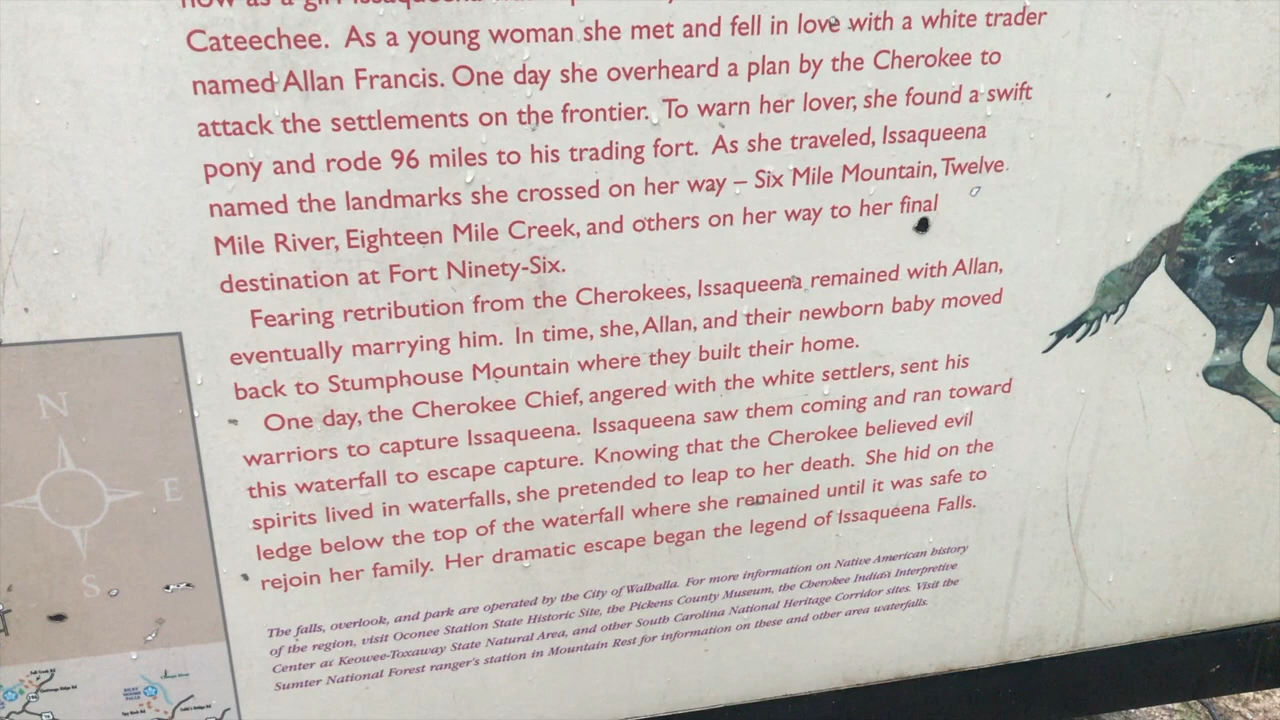 now as a girl Issaqueena
Cateechee. As a young woman she met and fell in love with a white trader
named Allan Francis. One day she overheard a plan by the Cherokee to
attack the settlements on the frontier. To warn her lover, she found a swift
pony and rode 96 miles to his trading fort. As she traveled, Issaqueena
named the landmarks she crossed on her way – Six Mile Mountain, Twelve
Mile River, Eighteen Mile Creek, and others on her way to her final
destination at Fort Ninety-Six.
Fearing retribution from the Cherokees, Issaqueena remained with Allan,
eventually marrying him. In time, she, Allan, and their newborn baby moved
back to Stumphouse Mountain where they built their home.
One day, the Cherokee Chief, angered with the white settlers, sent his
warriors to capture Issaqueena. Issaqueena saw them coming and ran toward
this waterfall to escape capture. Knowing that the Cherokee believed evil
spirits lived in waterfalls, she pretended to leap to her death. She hid on the
ledge below the top of the waterfall where she remained until it was safe to
rejoin her family. Her dramatic escape began the legend of Issaqueena Falls.
The falls, overlook, and park are operated by the City of Walhalla. For more information on Native American history
of the region, visit Oconee Station State Historic Site, the Pickens County Museum, the Cherokee Indian Interpretive
Center at Keowee-Toxaway State Natural Area, and other South Carolina National Heritage Corridor sites. Visit the
Sumter National Forest ranger's station in Mountain Rest for information on these and other area waterfalls.
N
E
S